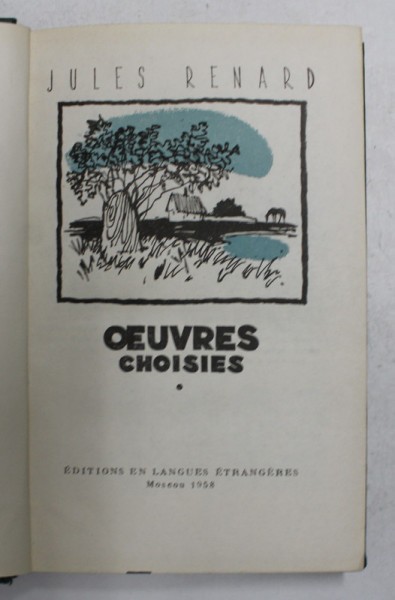 JULES RENARD
ŒUVRES
CHOISIES
ÉDITIONS EN LANGUES ÉTRANGÈRES
Moscou 1958